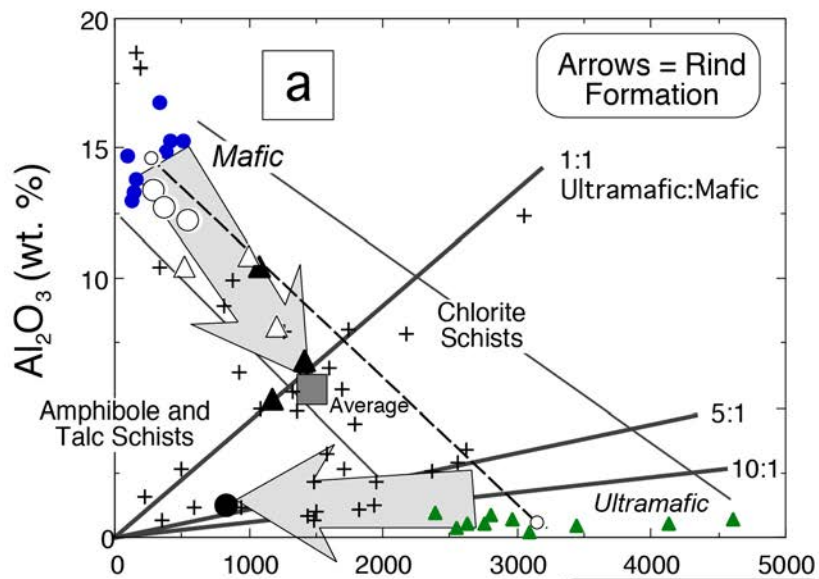 20
15
10
5
0
Al2O3 (wt. %)
a
Arrows = Rind
Formation
Mafic
1:1
Ultramafic:Mafic
Chlorite
Schists
Average
Amphibole and
Talc Schists
5:1
10:1
Ultramafic
0
1000
2000
3000
4000
5000